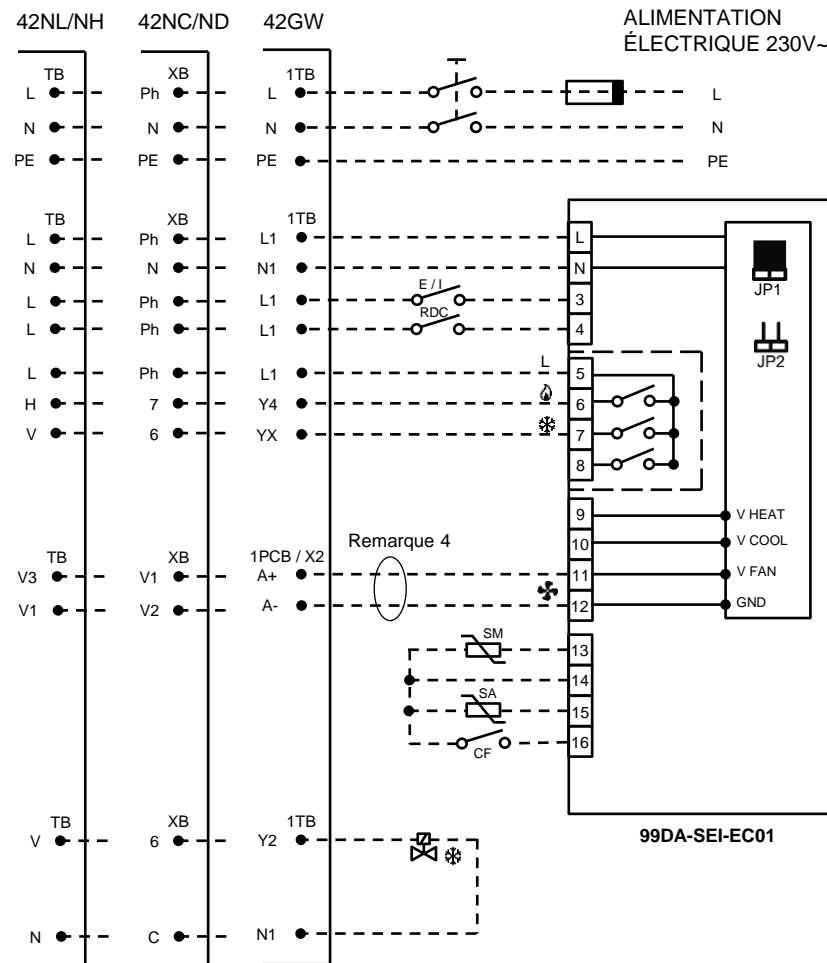 42NL/NH 42NC/ND 42GW ALIMENTATION
ÉLECTRIQUE 230V~
TB XB 1TB
L Ph L L
N N N N
PE PE PE PE
TB XB 1TB
L Ph L1 L
N N N1 N
JP1
L Ph L1 E / I 3
L Ph L1 RDC 4
JP2
L Ph L1 L 5
H 7 Y4 6
V 6 YX 7
8
9 V HEAT
Remarque 4 10 V COOL
TB XB 1PCB / X2
V3 V1 A+ 11 V FAN
V1 V2 A- 12 GND
SM 13
14
SA 15
CF 16
TB XB 1TB
99DA-SEI-EC01
V 6 Y2
N C N1